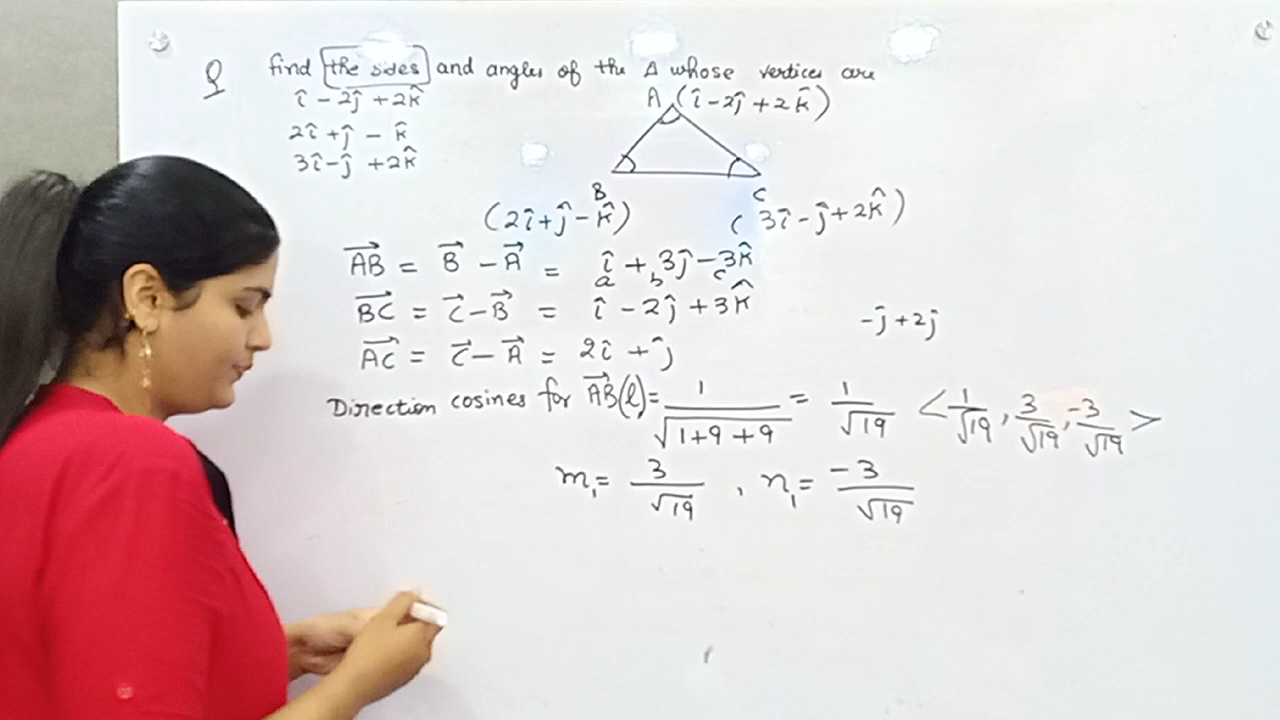 Q find the sides and angles of the Δ whose vertices are
î - 2ĵ + 2k̂
A (î - 2ĵ + 2k̂)
2î + ĵ - k̂
3î - ĵ + 2k̂
B
C
(2î + ĵ - k̂)
(3î - ĵ + 2k̂)
AB⃗ = B⃗ - A⃗ = î + 3ĵ - 3k̂
a b c
BC⃗ = C⃗ - B⃗ = î - 2ĵ + 3k̂
-ĵ + 2ĵ
AC⃗ = C⃗ - A⃗ = 2î + ĵ
Direction cosines for AB⃗ (l) = 1/√(1+9+9) = 1/√19 <1/√19, 3/√19, -3/√19>
m₁ = 3/√19 , n₁ = -3/√19